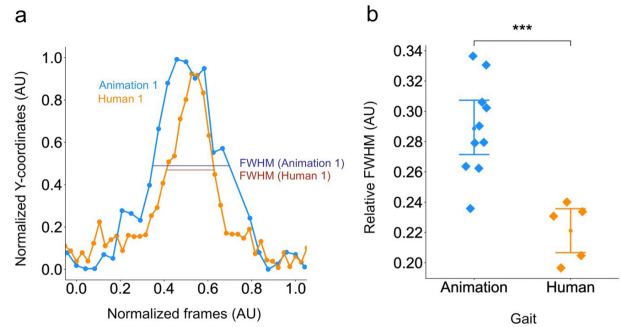 a
Normalized Y-coordinates (AU)
1.0
0.8
0.6
0.4
0.2
0.0
Animation 1
Human 1
FWHM (Animation 1)
FWHM (Human 1)
0.0 0.2 0.4 0.6 0.8 1.0
Normalized frames (AU)
b
***
Relative FWHM (AU)
0.34
0.30
0.28
0.26
0.24
0.22
0.20
Animation Human
Gait